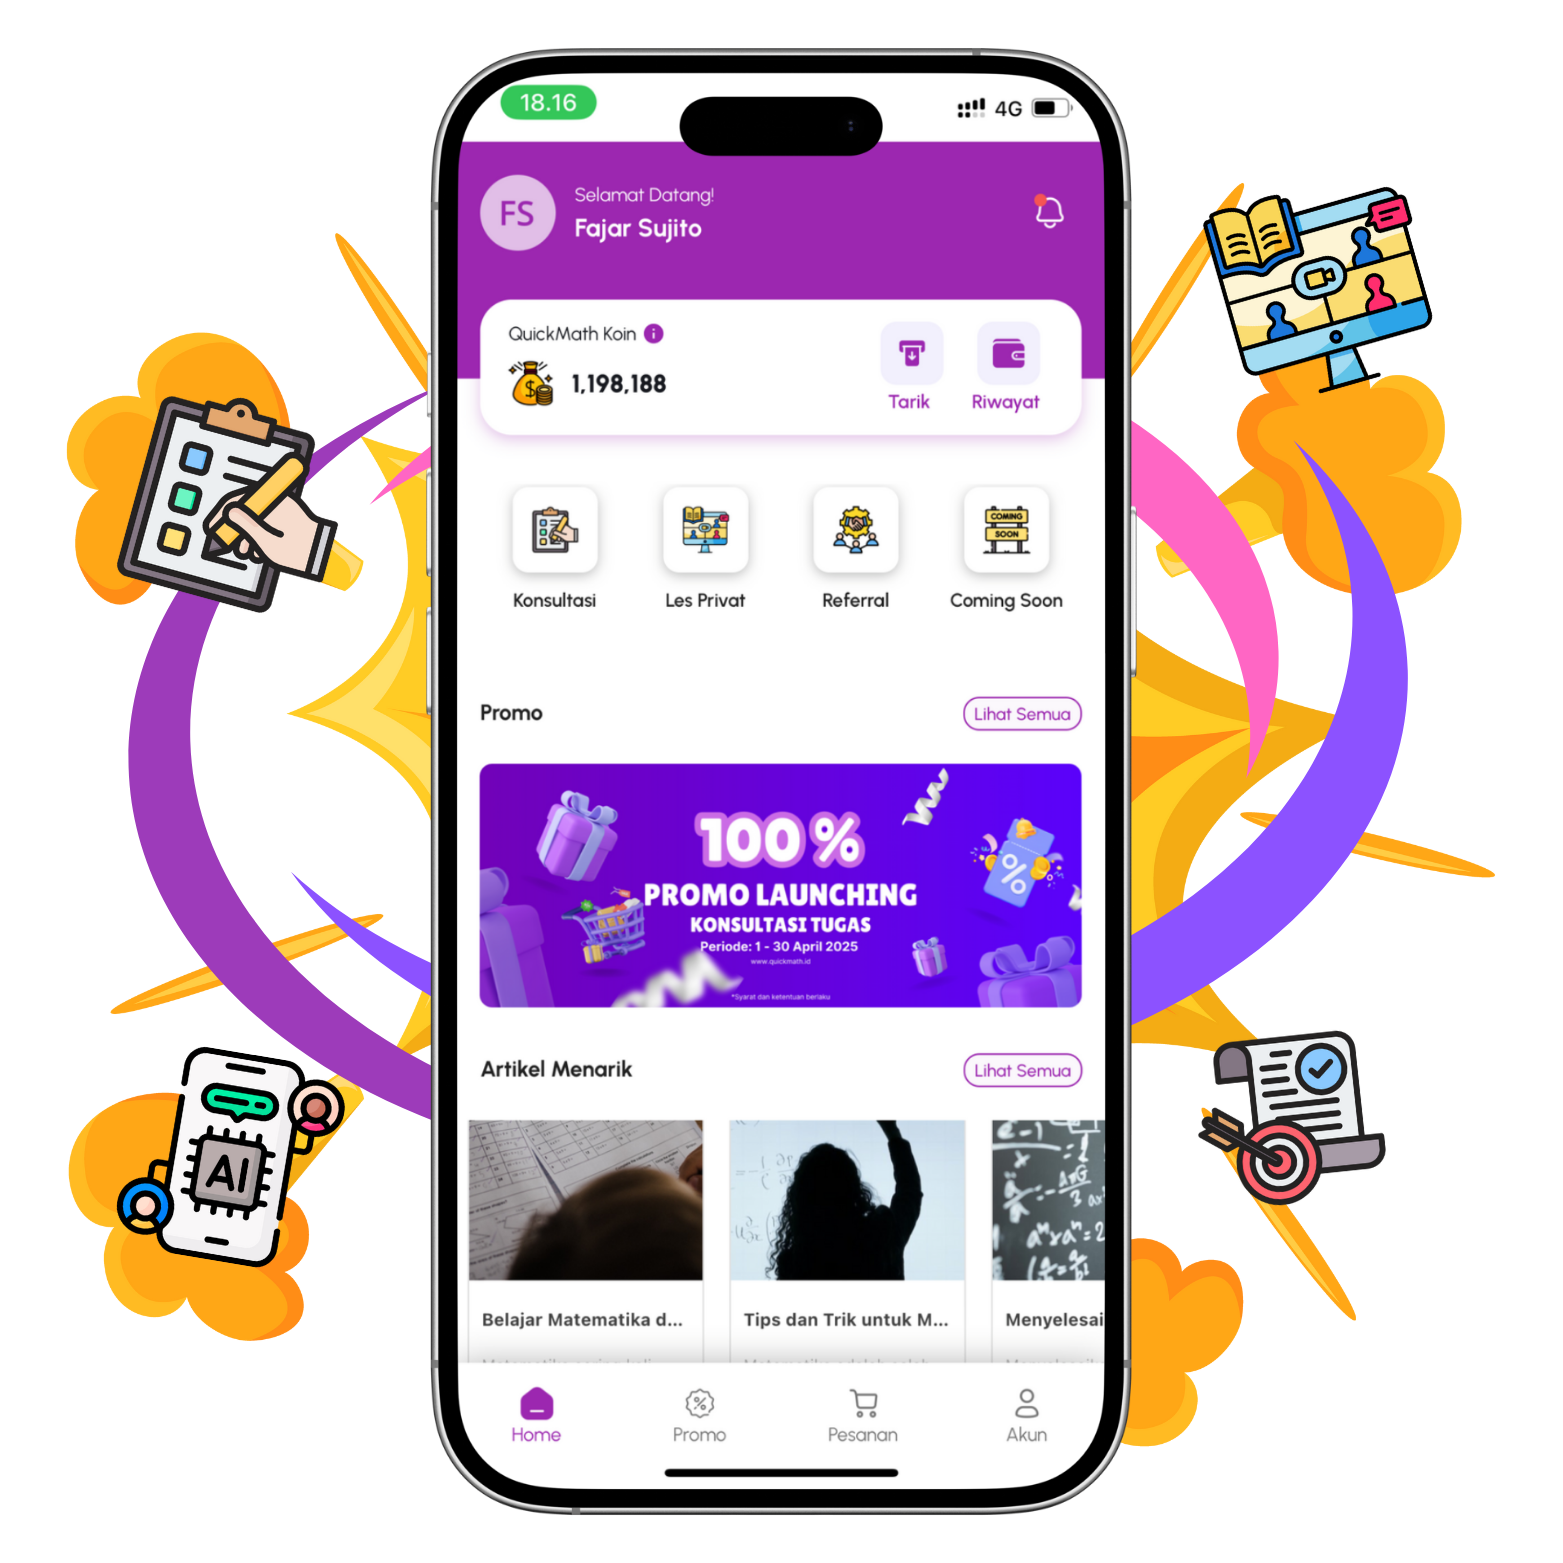 18.16
4G
FS
Selamat Datang!
Fajar Sujito
QuickMath Koin
1,198,188
Tarik
Riwayat
COMING
SOON
Konsultasi
Les Privat
Referral
Coming Soon
Promo
Lihat Semua
100%
PROMO LAUNCHING
KONSULTASI TUGAS
Periode: 1 - 30 April 2025
www.quickmath.id
*Syarat dan ketentuan berlaku
Artikel Menarik
Lihat Semua
Belajar Matematika d...
Tips dan Trik untuk M...
Menyelesai
Home
Promo
Pesanan
Akun
AI